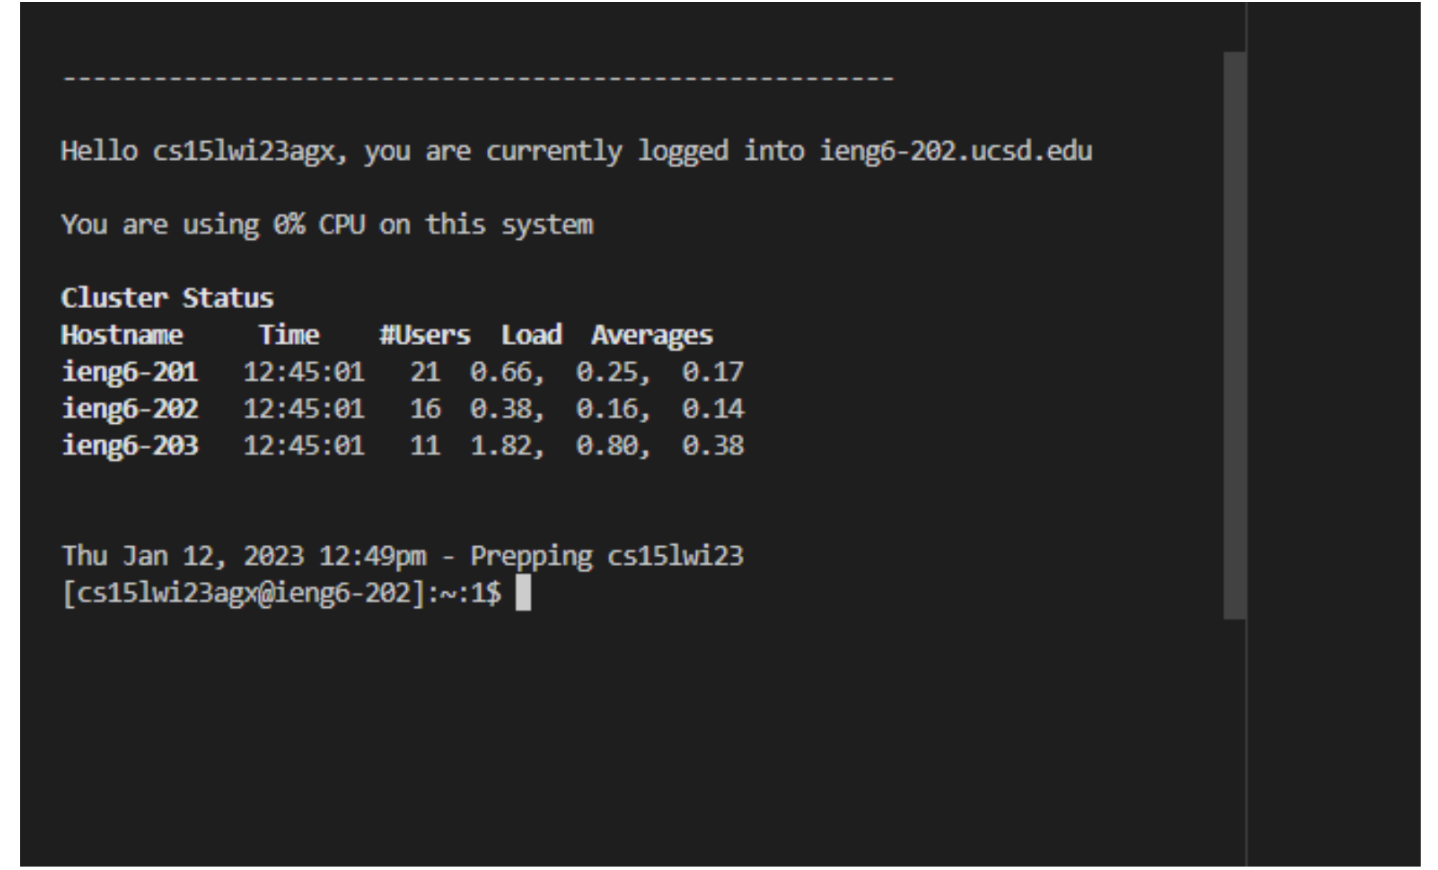 -------------------------------------------------------
Hello cs15lwi23agx, you are currently logged into ieng6-202.ucsd.edu
You are using 0% CPU on this system
Cluster Status
Hostname     Time    #Users  Load  Averages
ieng6-201   12:45:01   21  0.66,  0.25,  0.17
ieng6-202   12:45:01   16  0.38,  0.16,  0.14
ieng6-203   12:45:01   11  1.82,  0.80,  0.38
Thu Jan 12, 2023 12:49pm - Prepping cs15lwi23
[cs15lwi23agx@ieng6-202]:~:1$